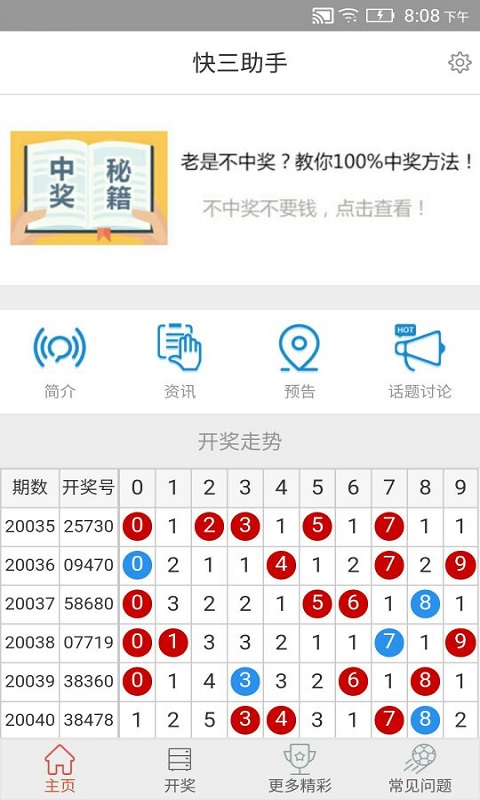 8:08下午
快三助手
中奖
秘籍
老是不中奖？教你100%中奖方法！
不中奖不要钱，点击查看！
HOT
简介 资讯 预告 话题讨论
开奖走势
期数 开奖号 0 1 2 3 4 5 6 7 8 9
20035 25730 0 1 2 3 1 5 1 7 1 1
20036 09470 0 2 1 1 4 1 2 7 2 9
20037 58680 0 3 2 2 1 5 6 1 8 1
20038 07719 0 1 3 3 2 1 1 7 1 9
20039 38360 0 1 4 3 3 2 6 1 8 1
20040 38478 1 2 5 3 4 3 1 7 8 2
主页 开奖 更多精彩 常见问题